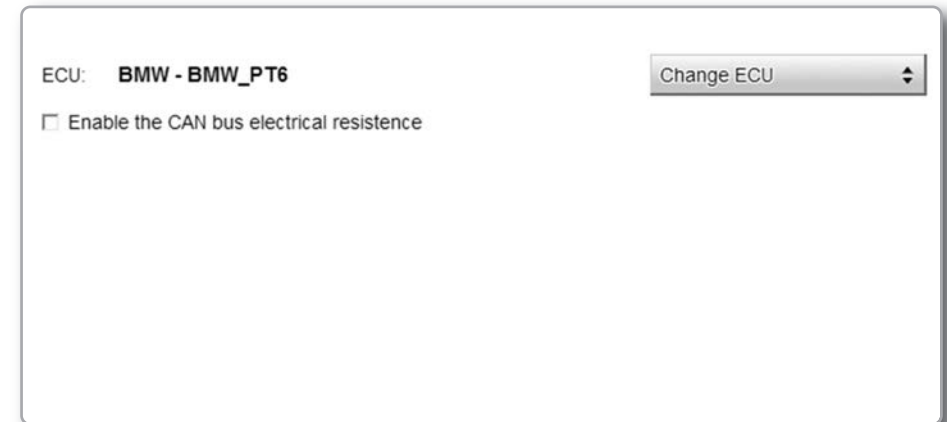 ECU: BMW - BMW_PT6 Change ECU
Enable the CAN bus electrical resistence